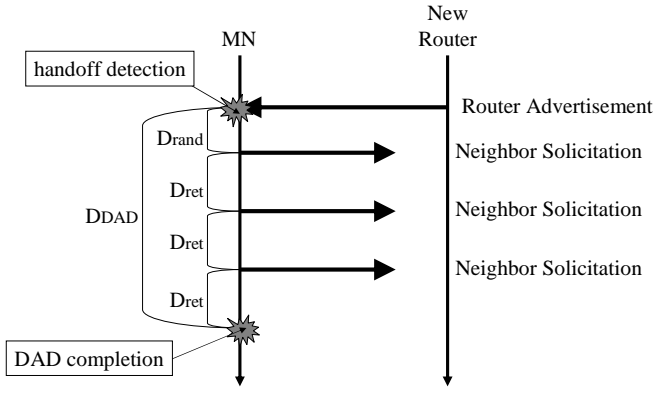 New
Router
MN
handoff detection
Router Advertisement
Drand
Neighbor Solicitation
Dret
Neighbor Solicitation
DDAD
Dret
Neighbor Solicitation
Dret
DAD completion